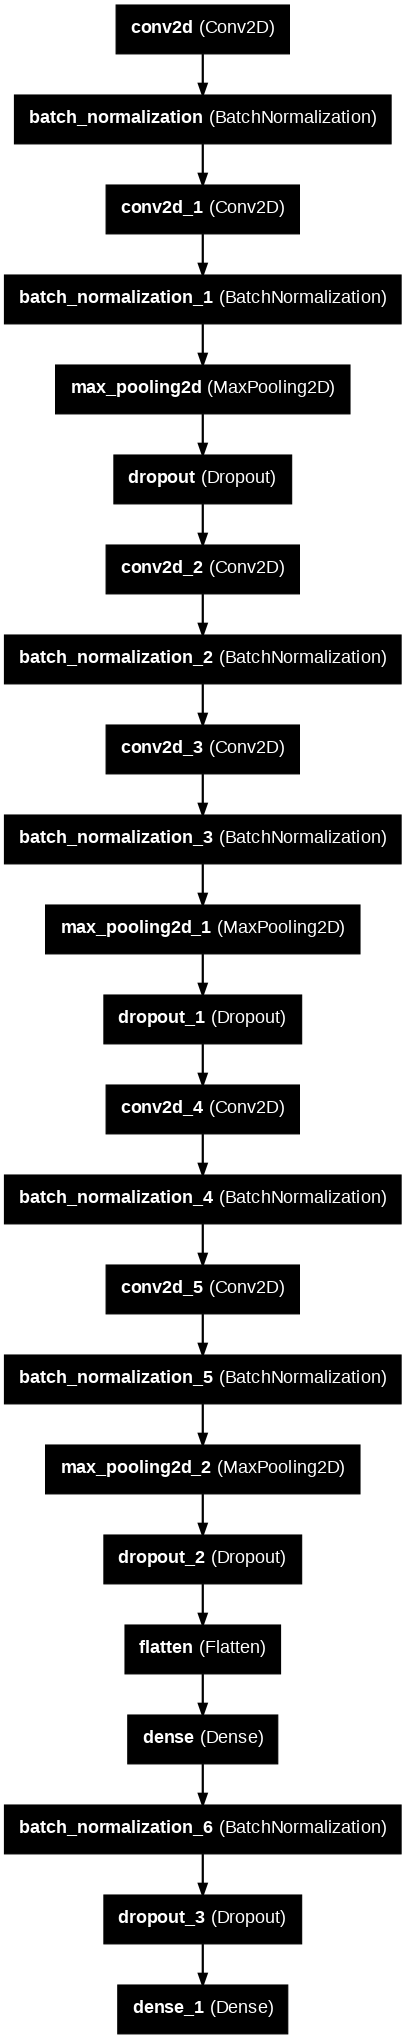 conv2d (Conv2D)
batch_normalization (BatchNormalization)
conv2d_1 (Conv2D)
batch_normalization_1 (BatchNormalization)
max_pooling2d (MaxPooling2D)
dropout (Dropout)
conv2d_2 (Conv2D)
batch_normalization_2 (BatchNormalization)
conv2d_3 (Conv2D)
batch_normalization_3 (BatchNormalization)
max_pooling2d_1 (MaxPooling2D)
dropout_1 (Dropout)
conv2d_4 (Conv2D)
batch_normalization_4 (BatchNormalization)
conv2d_5 (Conv2D)
batch_normalization_5 (BatchNormalization)
max_pooling2d_2 (MaxPooling2D)
dropout_2 (Dropout)
flatten (Flatten)
dense (Dense)
batch_normalization_6 (BatchNormalization)
dropout_3 (Dropout)
dense_1 (Dense)